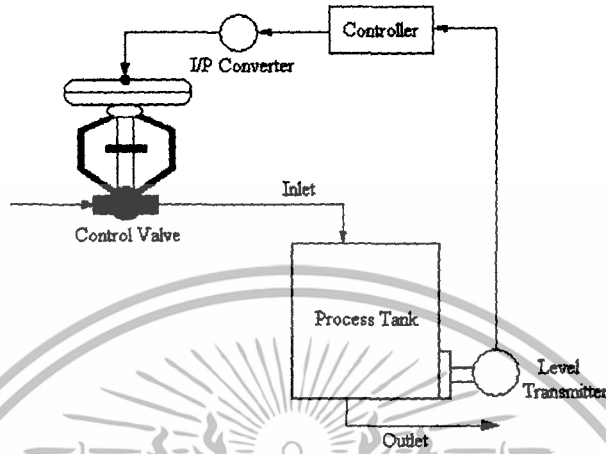 Controller
I/P Converter
Inlet
Control Valve
Process Tank
Level
Transmitter
Outlet